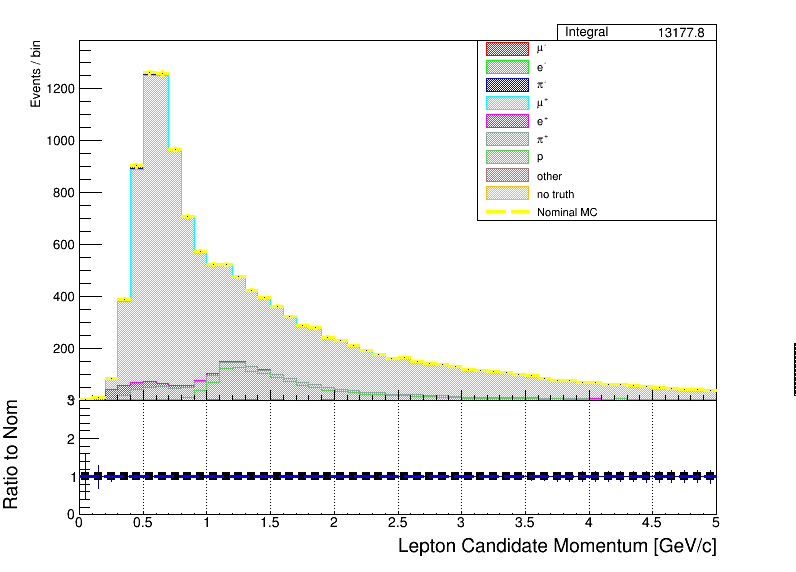 Integral 13177.8
Events / bin
μ⁻
e⁻
π⁻
μ⁺
e⁺
π⁺
p
other
no truth
Nominal MC
1200
1000
800
600
400
200
3
2
1
0
Ratio to Nom
0 0.5 1 1.5 2 2.5 3 3.5 4 4.5 5
Lepton Candidate Momentum [GeV/c]